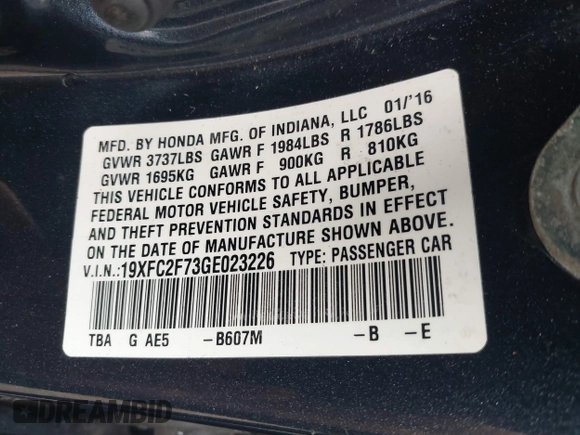 MFD. BY HONDA MFG. OF INDIANA, LLC 01/'16
GVWR 3737LBS GAWR F 1984LBS R 1786LBS
GVWR 1695KG GAWR F 900KG R 810KG
THIS VEHICLE CONFORMS TO ALL APPLICABLE
FEDERAL MOTOR VEHICLE SAFETY, BUMPER,
AND THEFT PREVENTION STANDARDS IN EFFECT
ON THE DATE OF MANUFACTURE SHOWN ABOVE.
V.I.N.:19XFC2F73GE023226 TYPE: PASSENGER CAR
TBA G AE5 -B607M -B -E
DREAMBID